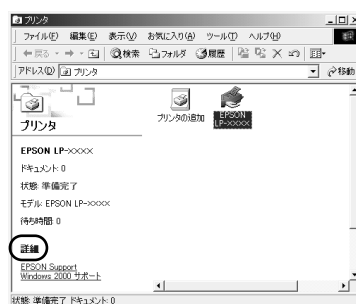 プリンタ
ファイル(F) 編集(E) 表示(V) お気に入り(A) ツール(T) ヘルプ(H)
戻る 検索 フォルダ 履歴
アドレス(D) プリンタ 移動
プリンタの追加 EPSON LP-××××
プリンタ
EPSON LP-××××
ドキュメント: 0
状態: 準備完了
モデル: EPSON LP-××××
待ち時間: 0
詳細
EPSON Support
Windows 2000 サポート
状態: 準備完了 ドキュメント: 0